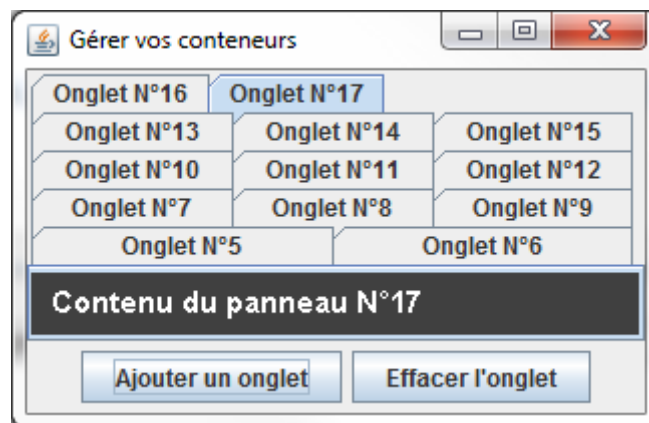 Gérer vos conteneurs
Onglet N°16 Onglet N°17
Onglet N°13 Onglet N°14 Onglet N°15
Onglet N°10 Onglet N°11 Onglet N°12
Onglet N°7 Onglet N°8 Onglet N°9
Onglet N°5 Onglet N°6
Contenu du panneau N°17
Ajouter un onglet Effacer l'onglet